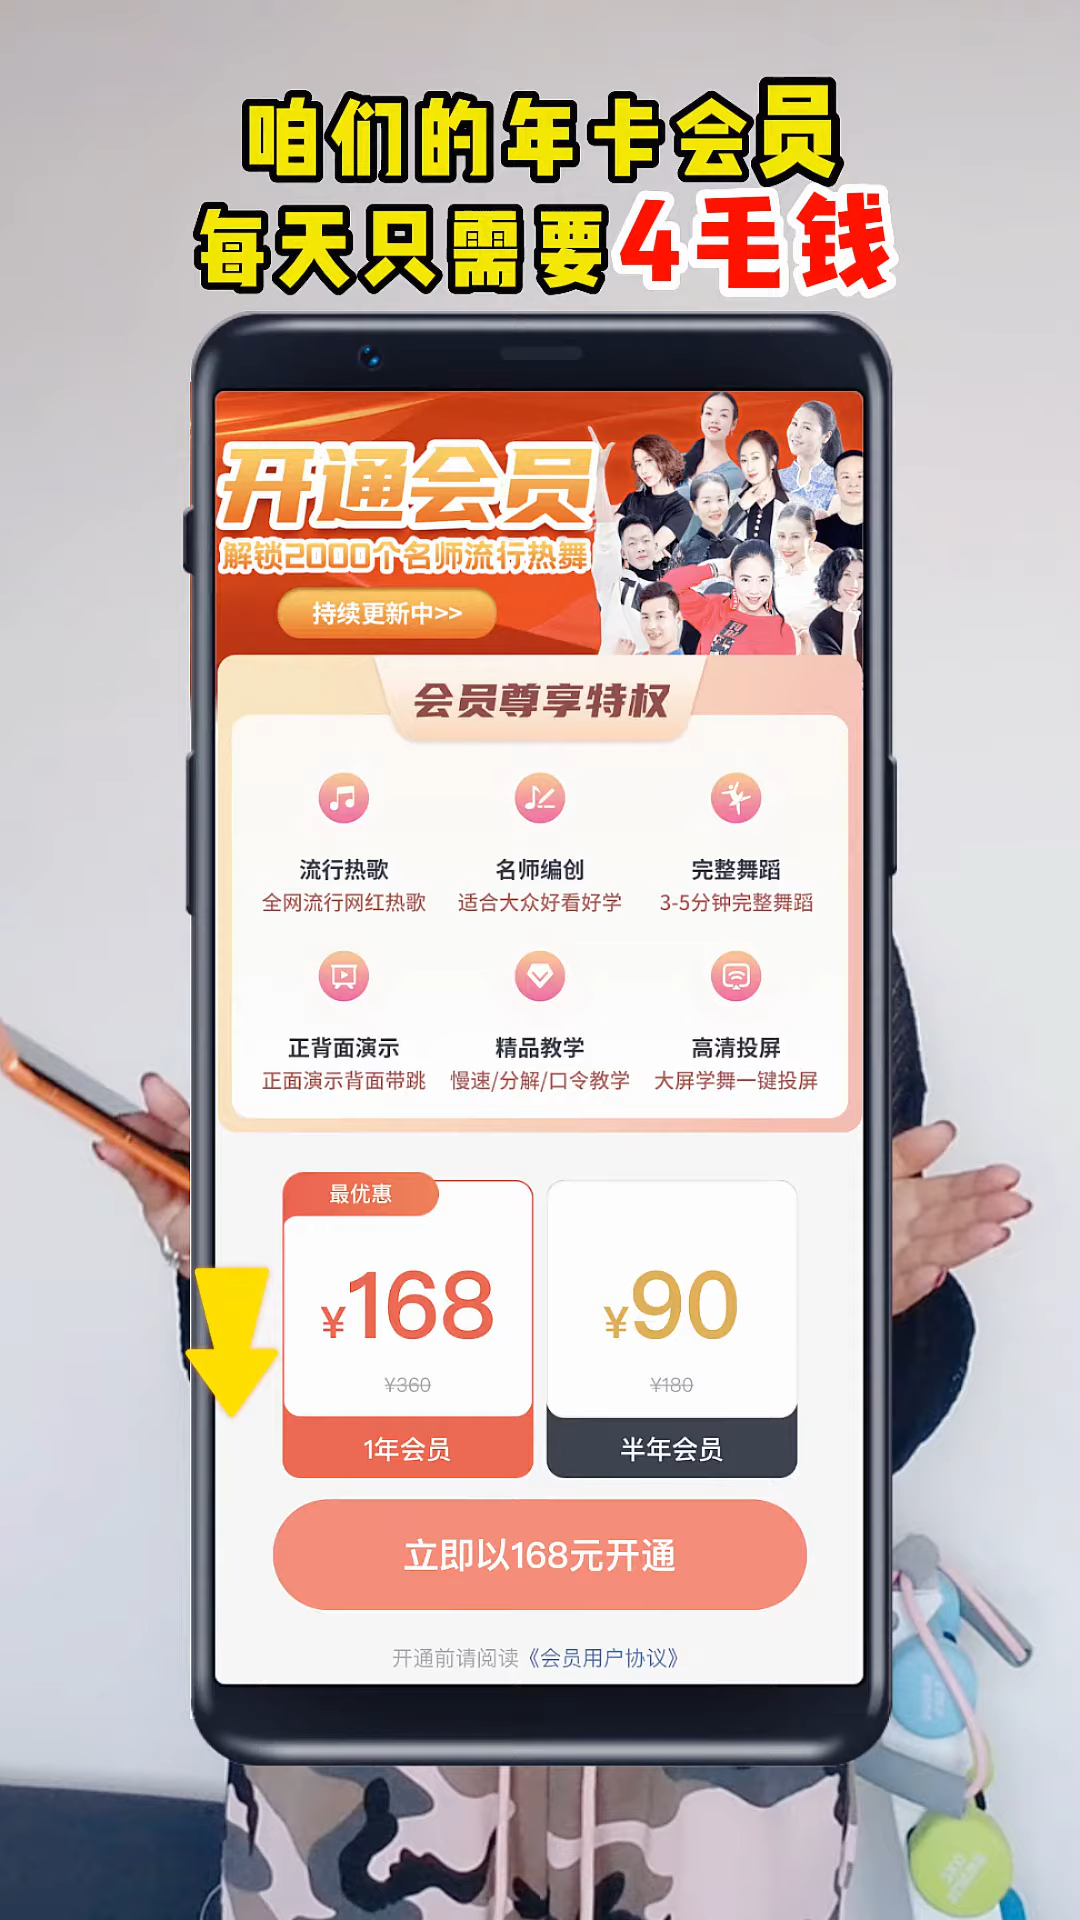 咱们的年卡会员
每天只需要4毛钱
开通会员
解锁2000个名师流行热舞
持续更新中>>
会员尊享特权
流行热歌
全网流行网红热歌
名师编创
适合大众好看好学
完整舞蹈
3-5分钟完整舞蹈
正背面演示
正面演示背面带跳
精品教学
慢速/分解/口令教学
高清投屏
大屏学舞一键投屏
最优惠
¥168
¥360
1年会员
¥90
¥180
半年会员
立即以168元开通
开通前请阅读《会员用户协议》